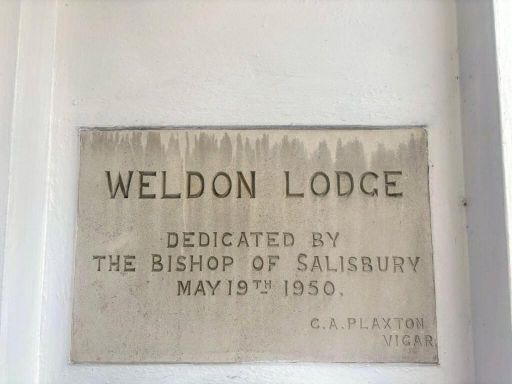 WELDON LODGE
DEDICATED BY
THE BISHOP OF SALISBURY
MAY 19TH 1950.
C.A.PLAXTON
VICAR